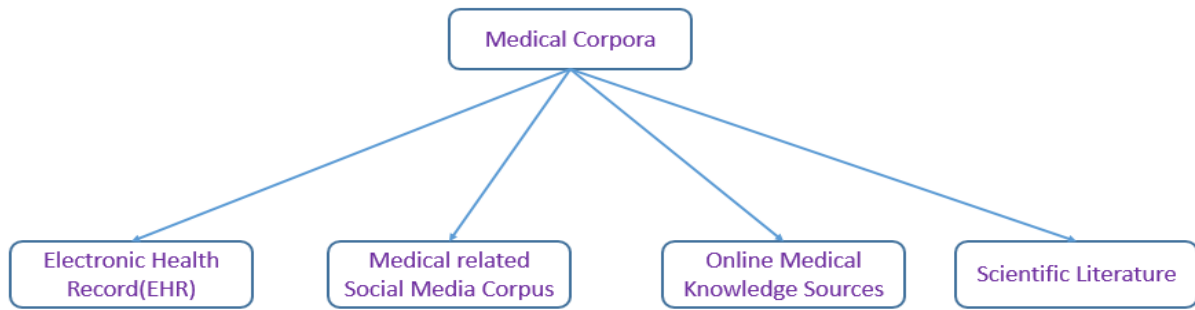 Medical Corpora
Electronic Health
Record(EHR)
Medical related
Social Media Corpus
Online Medical
Knowledge Sources
Scientific Literature